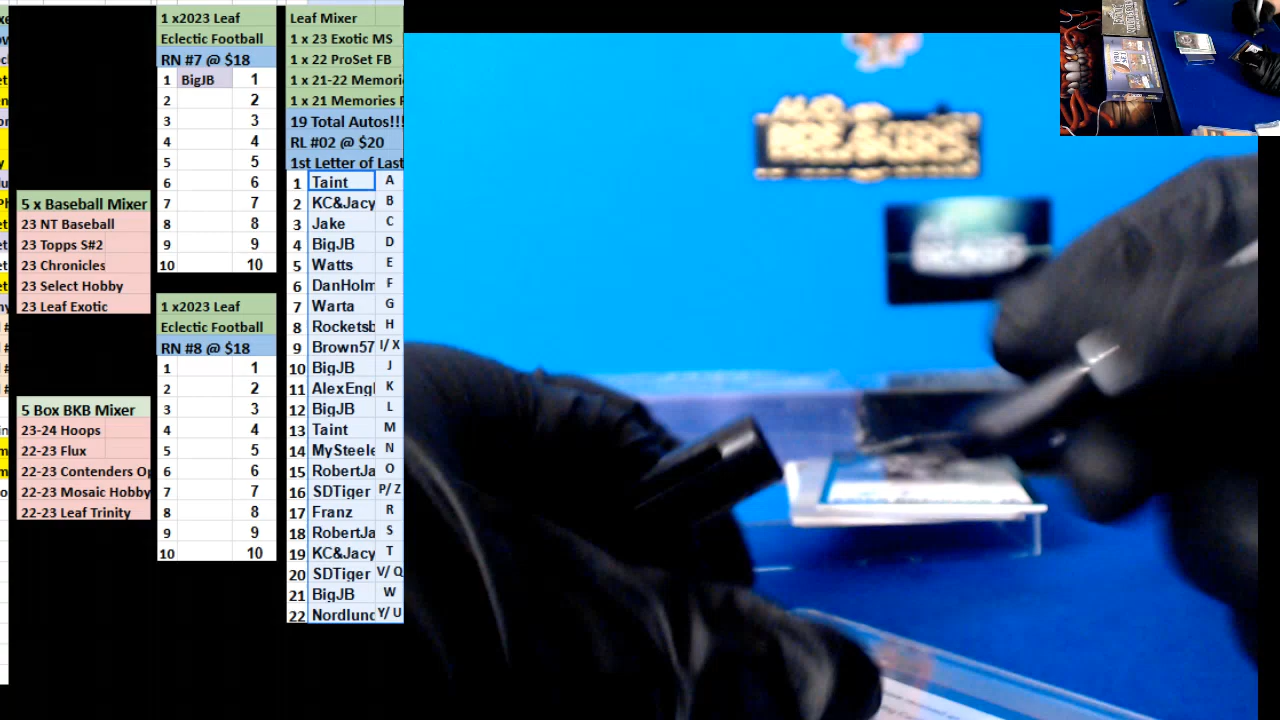 5 x Baseball Mixer
23 NT Baseball
23 Topps S#2
23 Chronicles
23 Select Hobby
23 Leaf Exotic
5 Box BKB Mixer
23-24 Hoops
22-23 Flux
22-23 Contenders Op
22-23 Mosaic Hobby
22-23 Leaf Trinity
1 x2023 Leaf
Eclectic Football
RN #7 @ $18
1 BigJB 1
2 2
3 3
4 4
5 5
6 6
7 7
8 8
9 9
10 10
1 x2023 Leaf
Eclectic Football
RN #8 @ $18
1 1
2 2
3 3
4 4
5 5
6 6
7 7
8 8
9 9
10 10
Leaf Mixer
1 x 23 Exotic MS
1 x 22 ProSet FB
1 x 21-22 Memori
1 x 21 Memories
19 Total Autos!!!
RL #02 @ $20
1st Letter of Last
1 Taint A
2 KC&Jacy B
3 Jake C
4 BigJB D
5 Watts E
6 DanHolm F
7 Warta G
8 Rocketsb H
9 Brown57 I/ X
10 BigJB J
11 AlexEngl K
12 BigJB L
13 Taint M
14 MySteele N
15 RobertJa O
16 SDTiger P/ Z
17 Franz R
18 RobertJa S
19 KC&Jacy T
20 SDTiger V/ Q
21 BigJB W
22 Nordlund Y/ U
BREAKERS